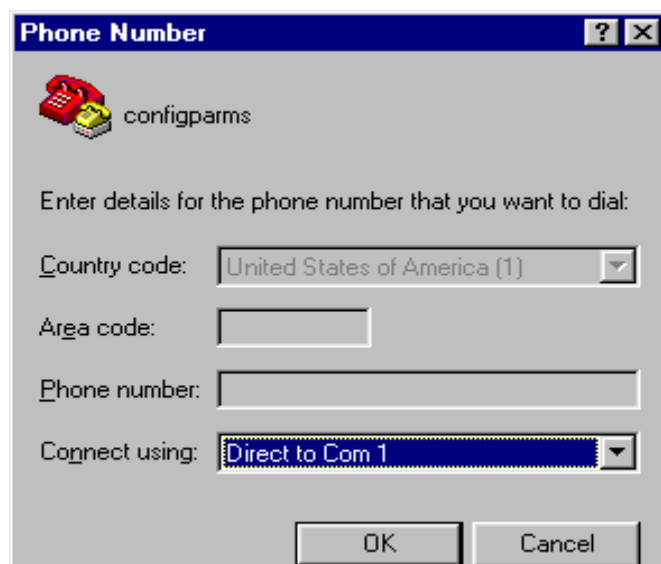 Phone Number
configparms
Enter details for the phone number that you want to dial:
Country code: United States of America (1)
Area code:
Phone number:
Connect using: Direct to Com 1
OK Cancel